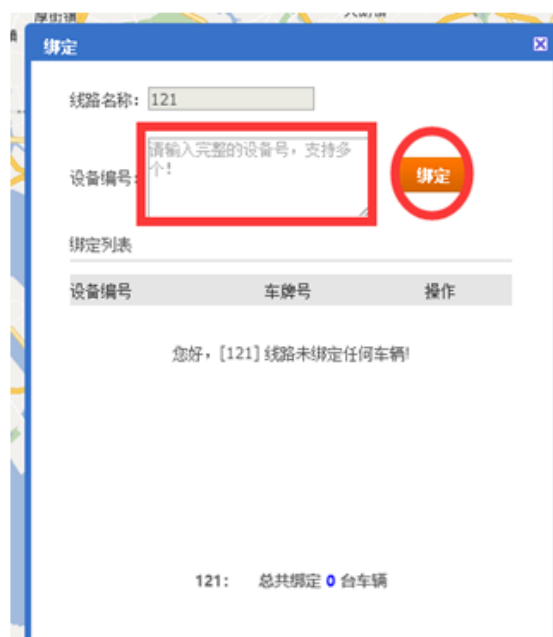 厚街镇
绑定
线路名称: 121
请输入完整的设备号，支持多
个!
设备编号:
绑定
绑定列表
设备编号 车牌号 操作
您好，[121]线路未绑定任何车辆!
121: 总共绑定 0 台车辆